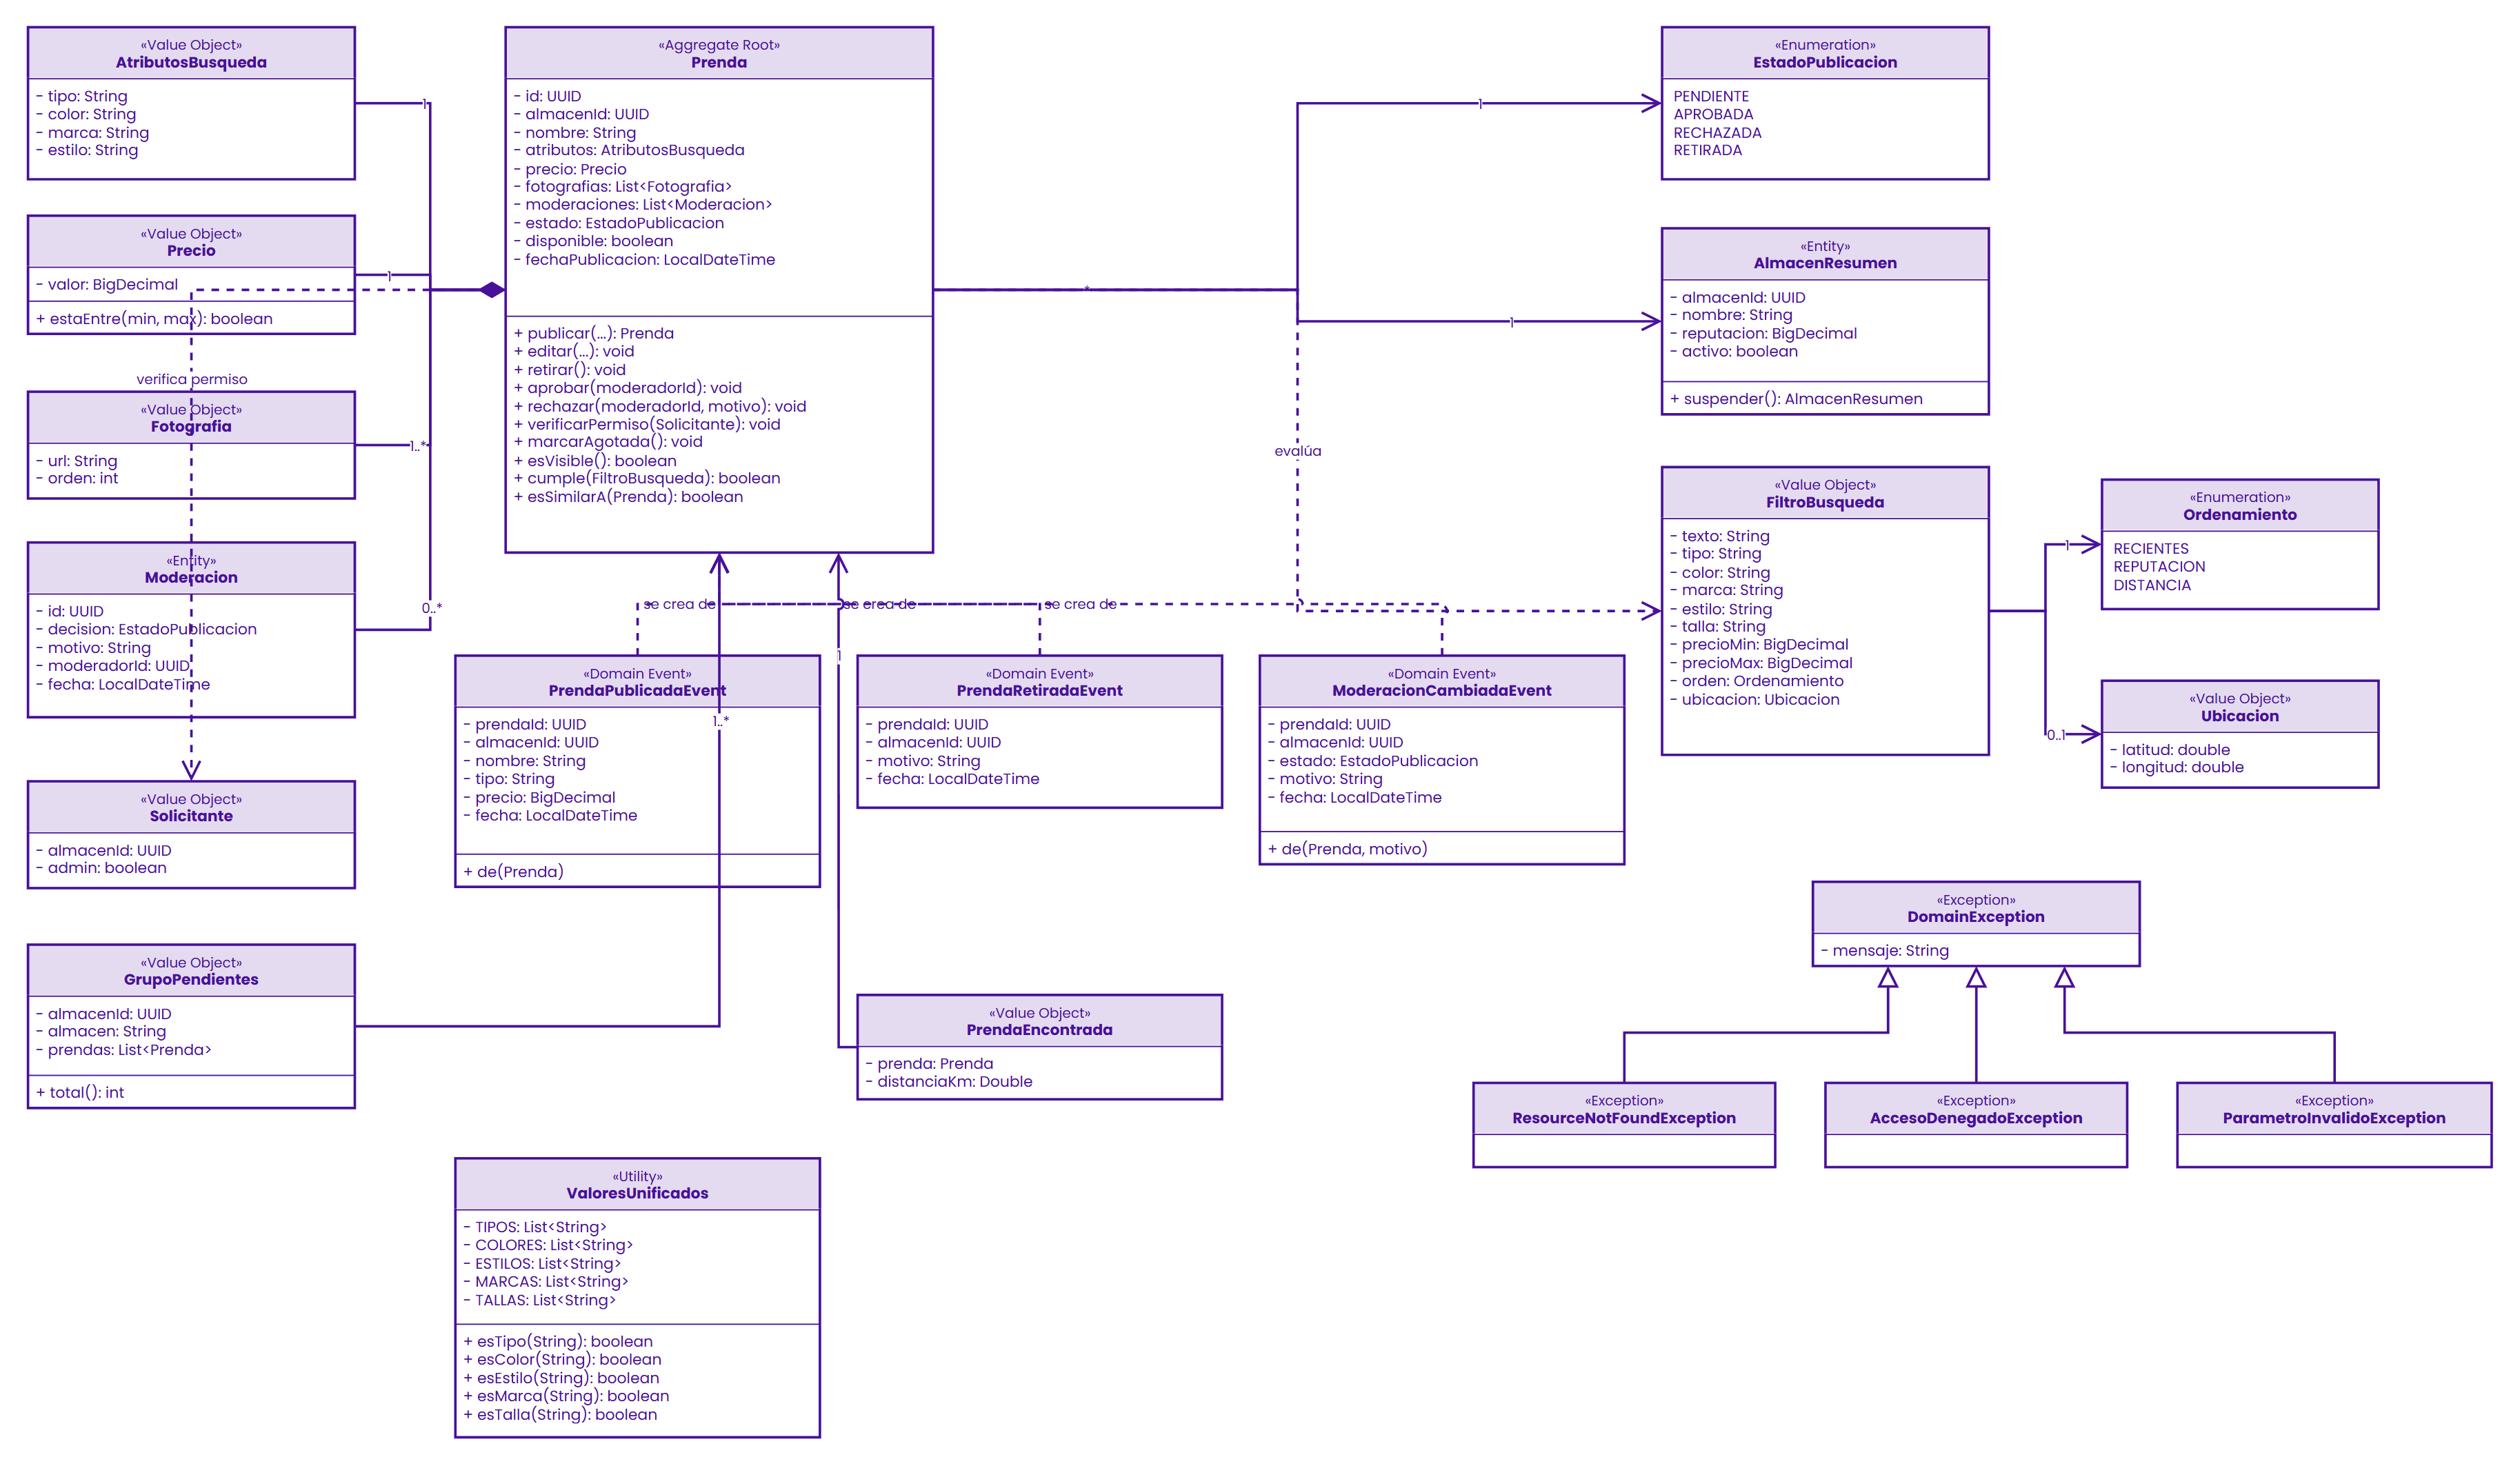 «Value Object»
AtributosBusqueda
- tipo: String
- color: String
- marca: String
- estilo: String
1
«Value Object»
Precio
- valor: BigDecimal
+ estaEntre(min, max): boolean
1
verifica permiso
«Value Object»
Fotografia
- url: String
- orden: int
1..*
«Entity»
Moderacion
- id: UUID
- decision: EstadoPublicacion
- motivo: String
- moderadorId: UUID
- fecha: LocalDateTime
0..*
«Value Object»
Solicitante
- almacenId: UUID
- admin: boolean
«Value Object»
GrupoPendientes
- almacenId: UUID
- almacen: String
- prendas: List<Prenda>
+ total(): int
«Aggregate Root»
Prenda
- id: UUID
- almacenId: UUID
- nombre: String
- atributos: AtributosBusqueda
- precio: Precio
- fotografias: List<Fotografia>
- moderaciones: List<Moderacion>
- estado: EstadoPublicacion
- disponible: boolean
- fechaPublicacion: LocalDateTime
+ publicar(...): Prenda
+ editar(...): void
+ retirar(): void
+ aprobar(moderadorId): void
+ rechazar(moderadorId, motivo): void
+ verificarPermiso(Solicitante): void
+ marcarAgotada(): void
+ esVisible(): boolean
+ cumple(FiltroBusqueda): boolean
+ esSimilarA(Prenda): boolean
*
1
1
evalúa
se crea de
se crea de
se crea de
1
1..*
«Domain Event»
PrendaPublicadaEvent
- prendaId: UUID
- almacenId: UUID
- nombre: String
- tipo: String
- precio: BigDecimal
- fecha: LocalDateTime
+ de(Prenda)
«Domain Event»
PrendaRetiradaEvent
- prendaId: UUID
- almacenId: UUID
- motivo: String
- fecha: LocalDateTime
«Domain Event»
ModeracionCambiadaEvent
- prendaId: UUID
- almacenId: UUID
- estado: EstadoPublicacion
- motivo: String
- fecha: LocalDateTime
+ de(Prenda, motivo)
«Value Object»
PrendaEncontrada
- prenda: Prenda
- distanciaKm: Double
«Utility»
ValoresUnificados
- TIPOS: List<String>
- COLORES: List<String>
- ESTILOS: List<String>
- MARCAS: List<String>
- TALLAS: List<String>
+ esTipo(String): boolean
+ esColor(String): boolean
+ esEstilo(String): boolean
+ esMarca(String): boolean
+ esTalla(String): boolean
«Enumeration»
EstadoPublicacion
PENDIENTE
APROBADA
RECHAZADA
RETIRADA
«Entity»
AlmacenResumen
- almacenId: UUID
- nombre: String
- reputacion: BigDecimal
- activo: boolean
+ suspender(): AlmacenResumen
«Value Object»
FiltroBusqueda
- texto: String
- tipo: String
- color: String
- marca: String
- estilo: String
- talla: String
- precioMin: BigDecimal
- precioMax: BigDecimal
- orden: Ordenamiento
- ubicacion: Ubicacion
1
0..1
«Enumeration»
Ordenamiento
RECIENTES
REPUTACION
DISTANCIA
«Value Object»
Ubicacion
- latitud: double
- longitud: double
«Exception»
DomainException
- mensaje: String
«Exception»
ResourceNotFoundException
«Exception»
AccesoDenegadoException
«Exception»
ParametroInvalidoException